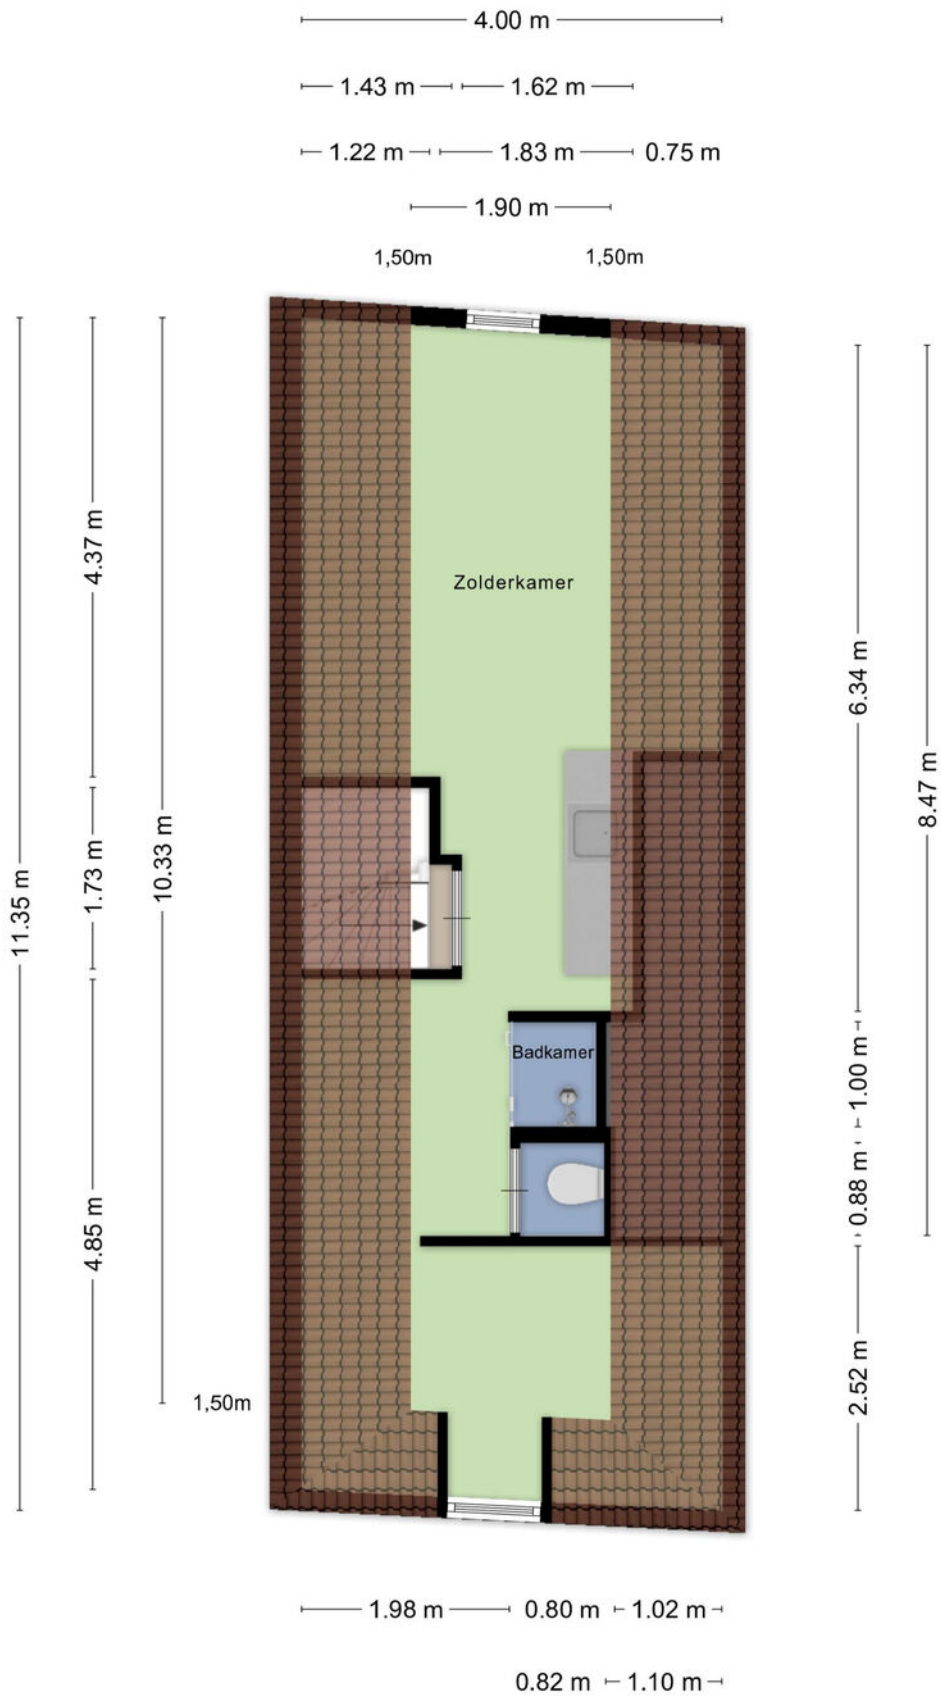 4.00 m
1.43 m
1.62 m
1.22 m
1.83 m
0.75 m
1.90 m
1,50m
1,50m
Zolderkamer
4.37 m
6.34 m
8.47 m
1.73 m
10.33 m
11.35 m
Badkamer
1.00 m
0.88 m
4.85 m
2.52 m
1,50m
1.98 m
0.80 m
1.02 m
0.82 m
1.10 m